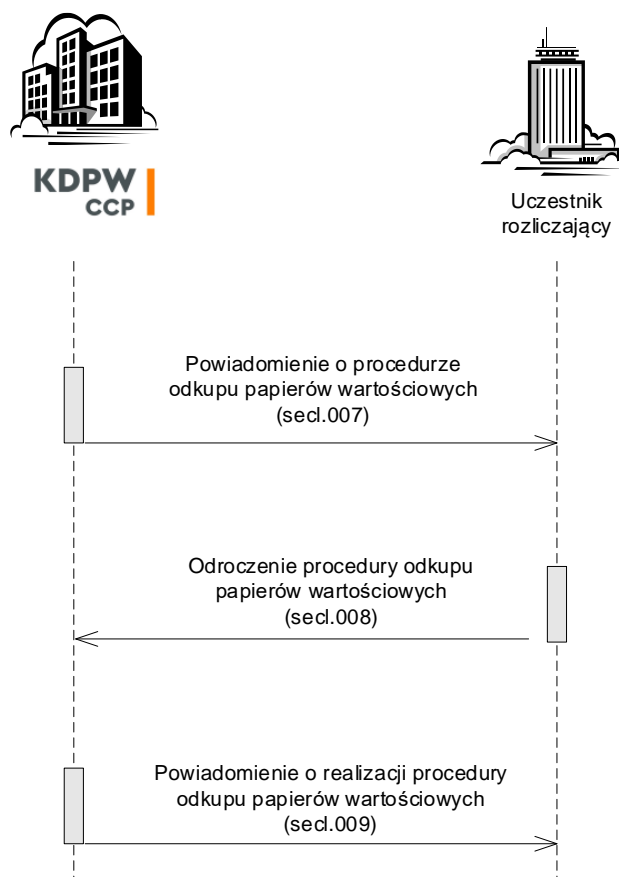 KDPW
CCP
Uczestnik
rozliczający
Powiadomienie o procedurze
odkupu papierów wartościowych
(secl.007)
Odroczenie procedury odkupu
papierów wartościowych
(secl.008)
Powiadomienie o realizacji procedury
odkupu papierów wartościowych
(secl.009)